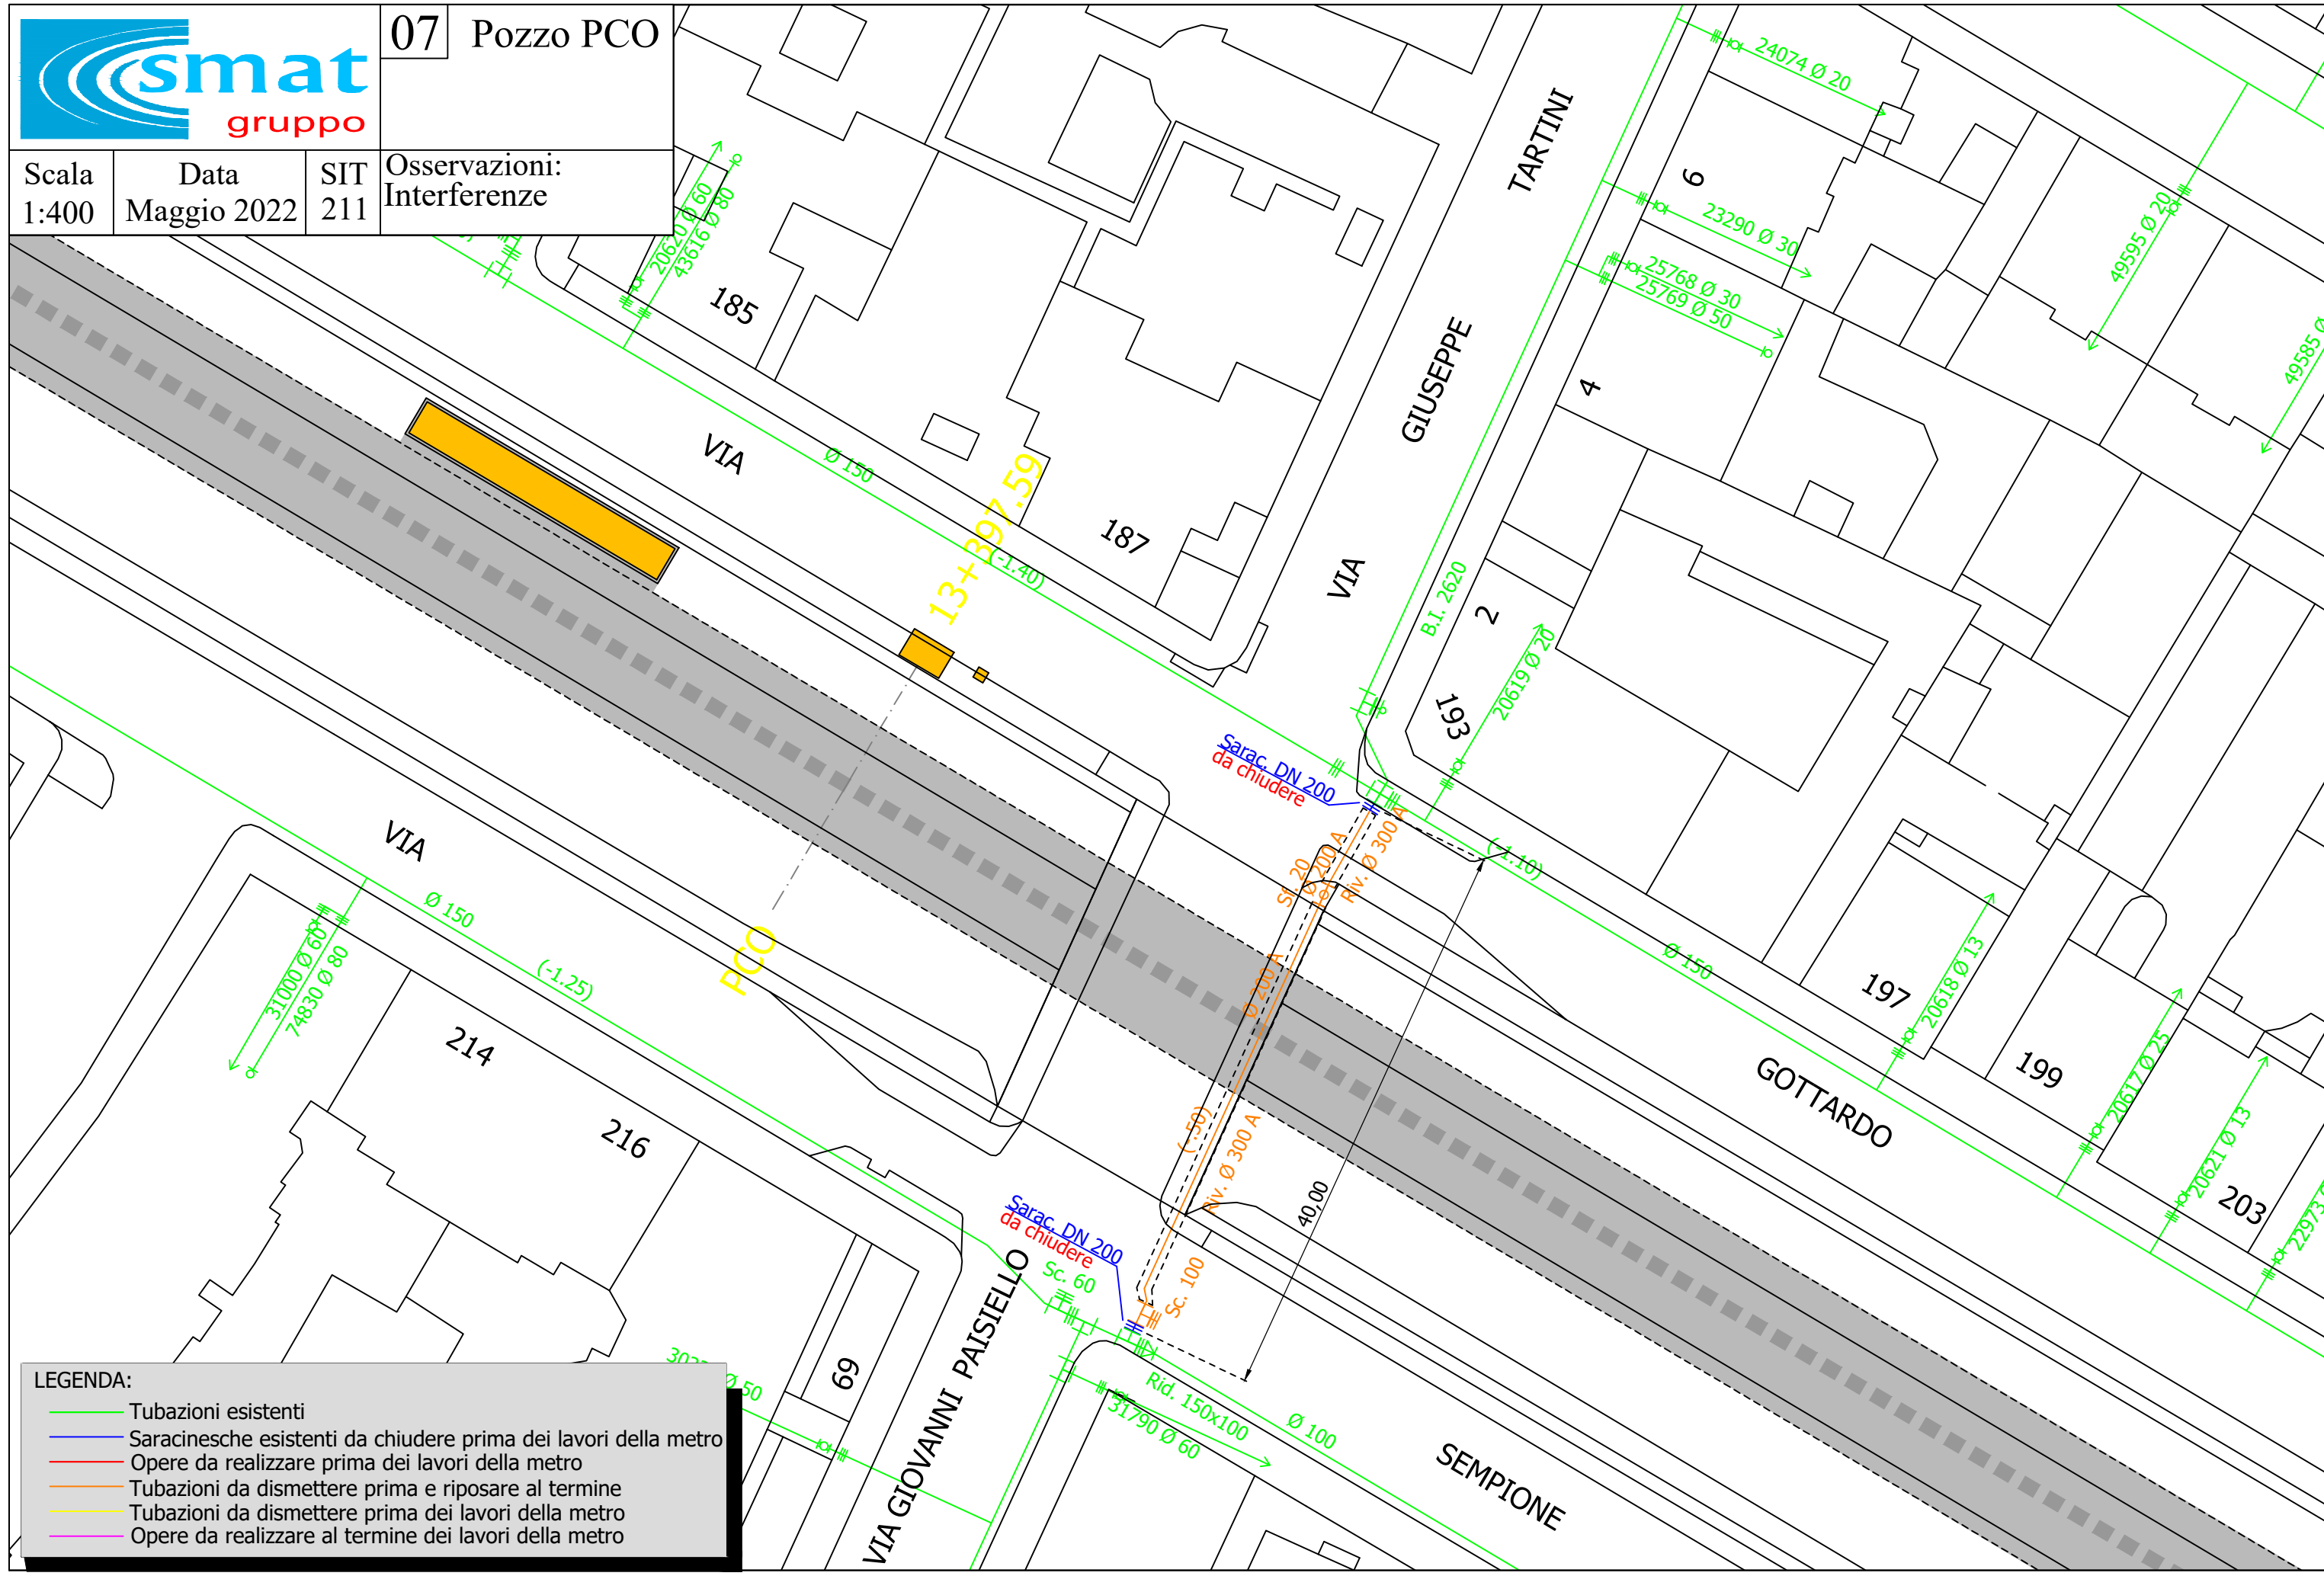 smat
gruppo
07 Pozzo PCO
Scala
1:400
Data
Maggio 2022
SIT
211
Osservazioni:
Interferenze
24074 Ø 20
TARTINI
6
23290 Ø 30
25768 Ø 30
25769 Ø 50
49595 Ø 20
49585 Ø
20620 Ø 60
43616 Ø 80
185
4
GIUSEPPE
VIA
Ø 150
13+397.59
(-1.40)
187
VIA
B.I. 2620
2
193
20619 Ø 20
Sarac. DN 200
da chiudere
Sf. 20
Ø 200 A
Riv. Ø 300 A
(-1.10)
Ø 150
197
20618 Ø 13
199
20617 Ø 25
20621 Ø 13
203
22973
GOTTARDO
VIA
Ø 150
(-1.25)
31000 Ø 60
74830 Ø 80
PCO
214
216
Ø 200 A
(-.50)
Riv. Ø 300 A
40,00
Sarac. DN 200
da chiudere
Sc. 60
Sc. 100
Rid. 150x100
31790 Ø 60
Ø 100
SEMPIONE
VIA GIOVANNI PAISIELLO
69
Ø 50
LEGENDA:
Tubazioni esistenti
Saracinesche esistenti da chiudere prima dei lavori della metro
Opere da realizzare prima dei lavori della metro
Tubazioni da dismettere prima e riposare al termine
Tubazioni da dismettere prima dei lavori della metro
Opere da realizzare al termine dei lavori della metro